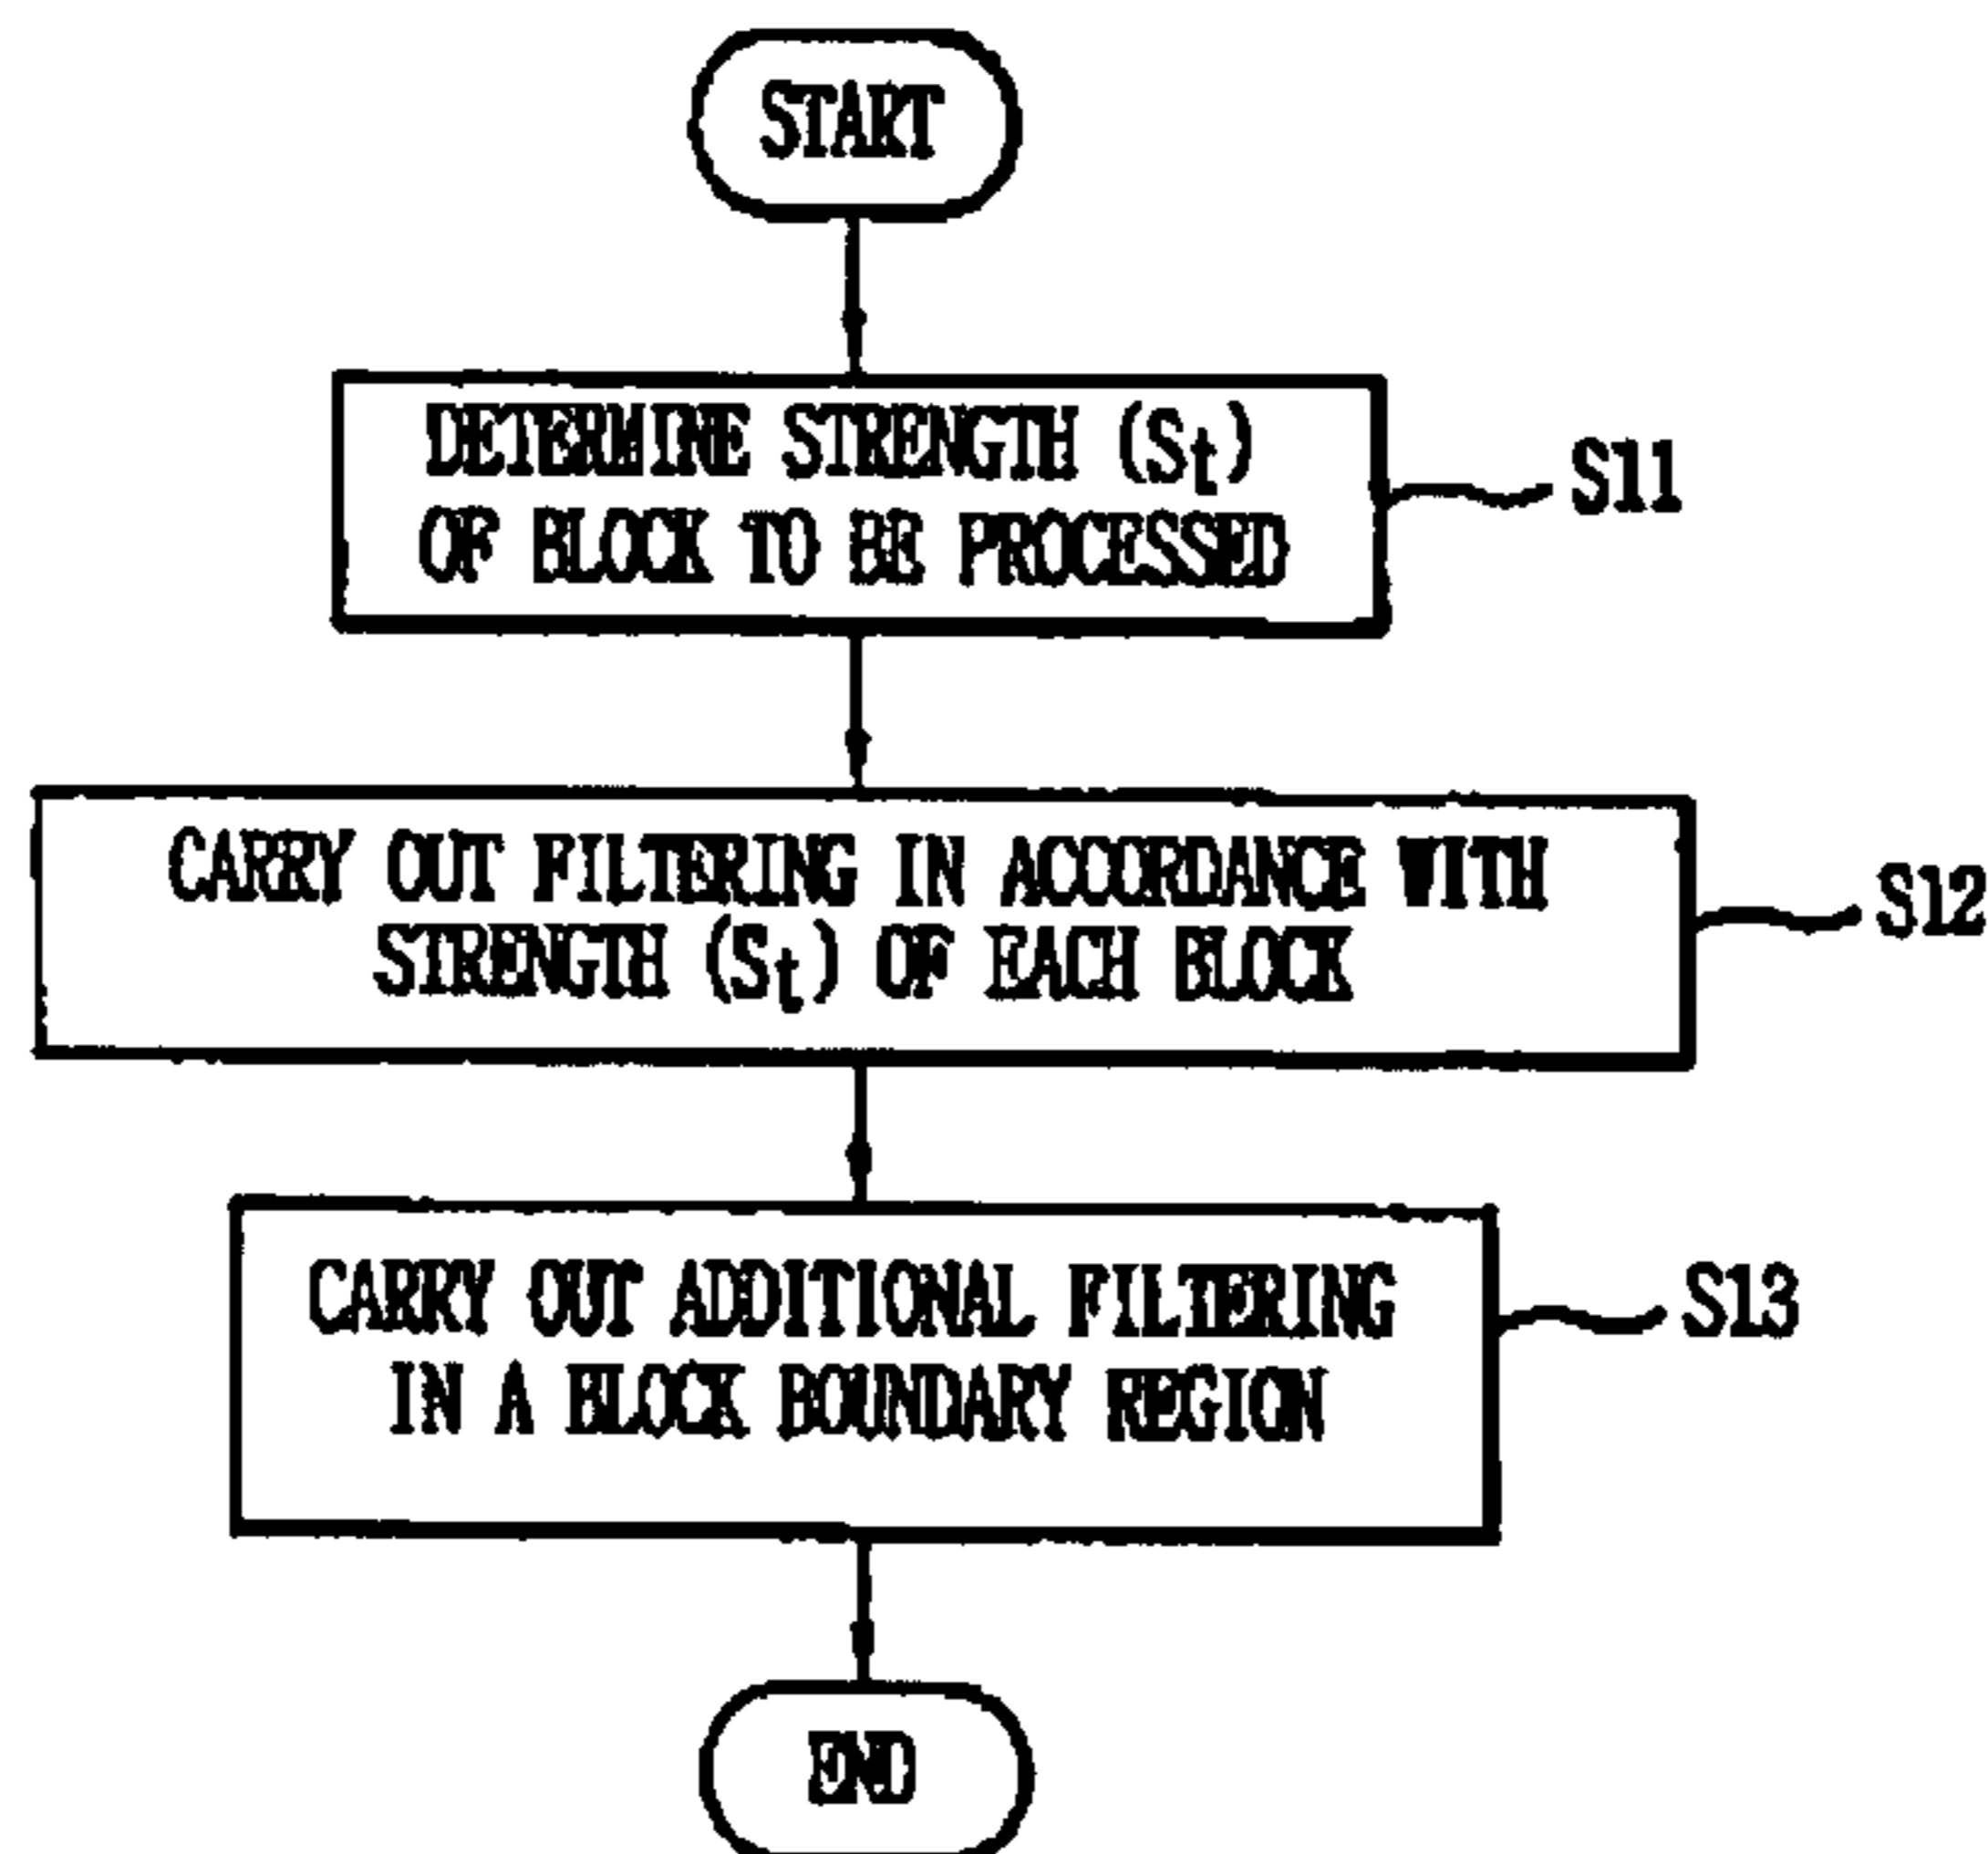 START
DETERMINE STRENGTH (St)
OF BLOCK TO BE PROCESSED
S11
CARRY OUT FILTERING IN ACCORDANCE WITH
STRENGTH (St) OF EACH BLOCK
S12
CARRY OUT ADDITIONAL FILTERING
IN A BLOCK BOUNDARY REGION
S13
END